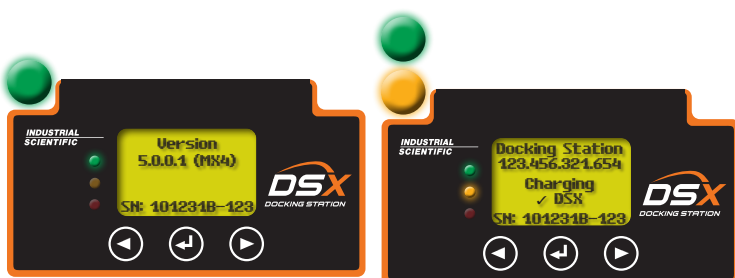 INDUSTRIAL
SCIENTIFIC
Version
5.0.0.1 (MX4)
SN: 101231B-123
DSX
DOCKING STATION
INDUSTRIAL
SCIENTIFIC
Docking Station
123.456.321.654
Charging
✓ DSX
SN: 101231B-123
DSX
DOCKING STATION